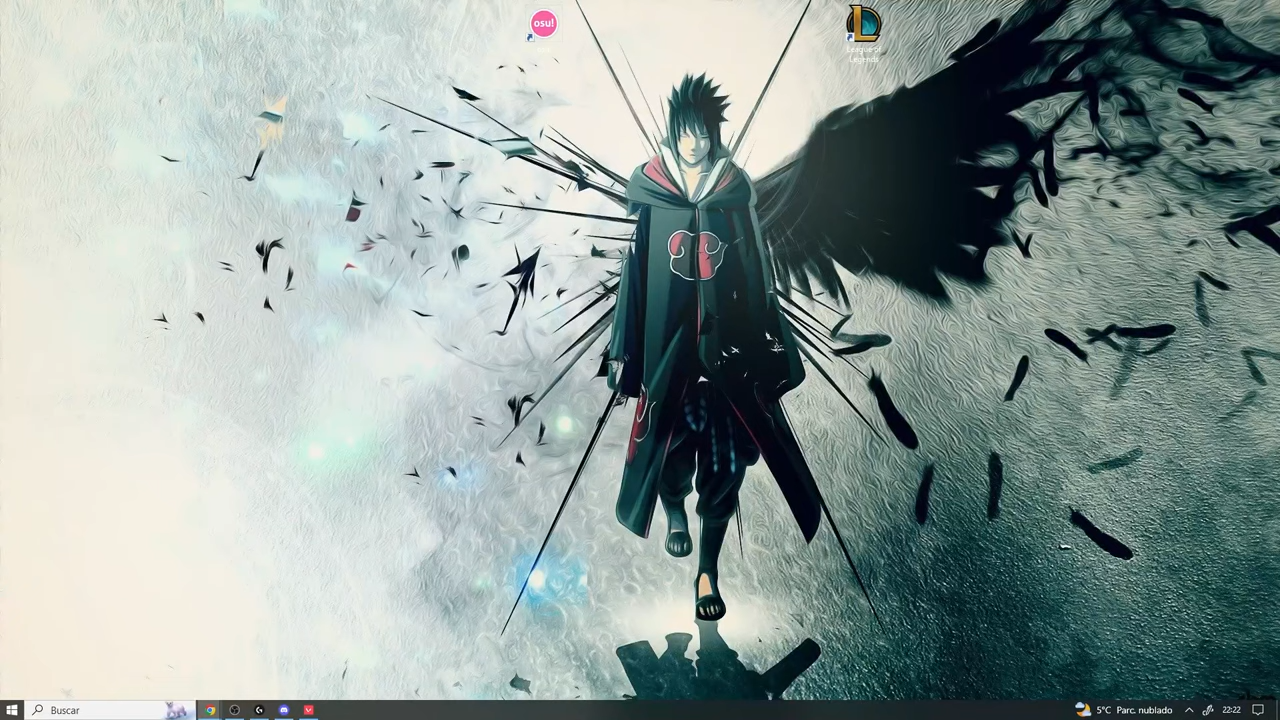 osu!
League of
Legends
Buscar
5°C Parc. nublado
22:22